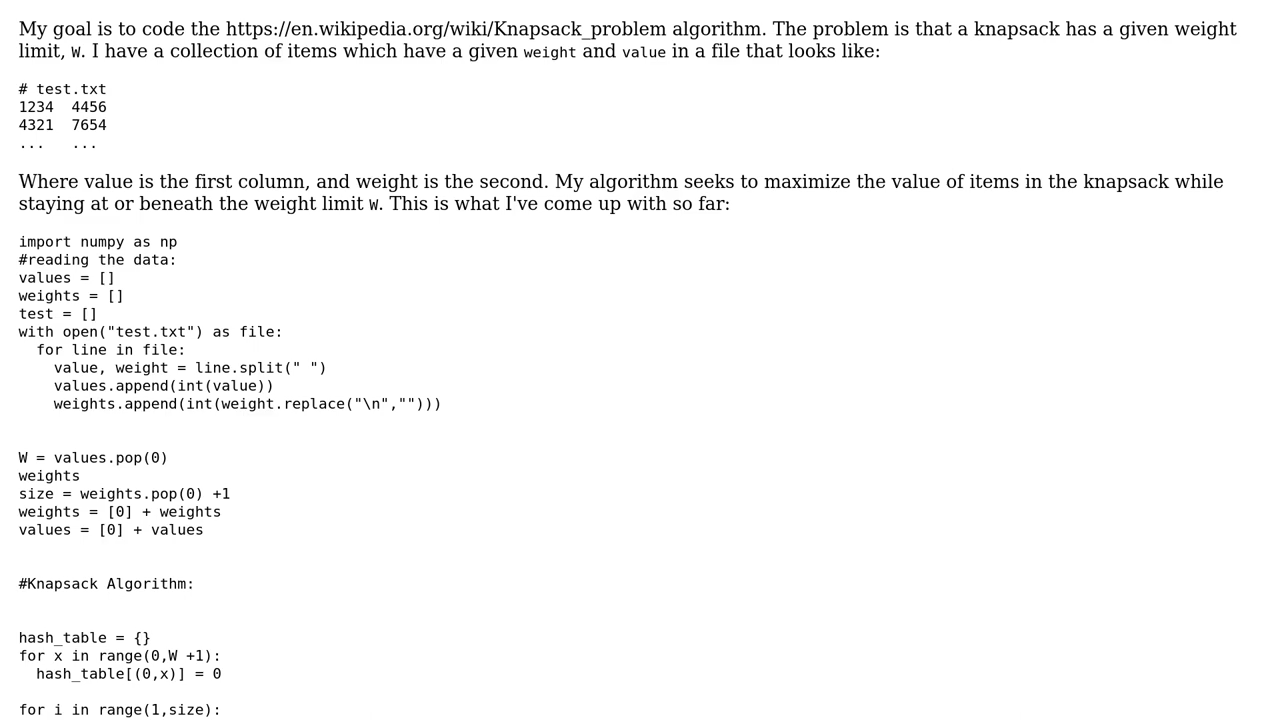 My goal is to code the https://en.wikipedia.org/wiki/Knapsack_problem algorithm. The problem is that a knapsack has a given weight
limit, W. I have a collection of items which have a given weight and value in a file that looks like:
# test.txt
1234  4456
4321  7654
...   ...
Where value is the first column, and weight is the second. My algorithm seeks to maximize the value of items in the knapsack while
staying at or beneath the weight limit W. This is what I've come up with so far:
import numpy as np
#reading the data:
values = []
weights = []
test = []
with open("test.txt") as file:
  for line in file:
    value, weight = line.split(" ")
    values.append(int(value))
    weights.append(int(weight.replace("\n","")))
W = values.pop(0)
weights
size = weights.pop(0) +1
weights = [0] + weights
values = [0] + values
#Knapsack Algorithm:
hash_table = {}
for x in range(0,W +1):
  hash_table[(0,x)] = 0
for i in range(1,size):